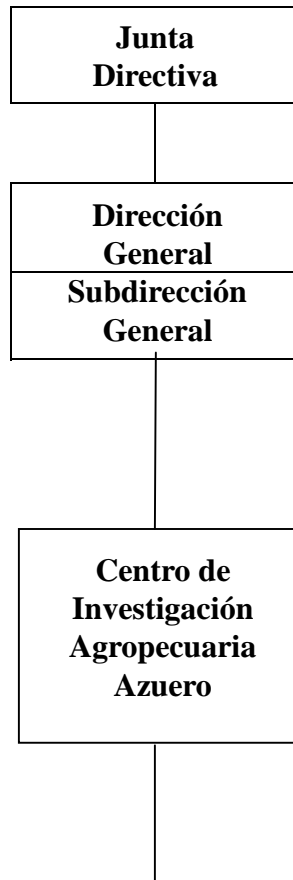 Junta
Directiva
Dirección
General
Subdirección
General
Centro de
Investigación
Agropecuaria
Azuero